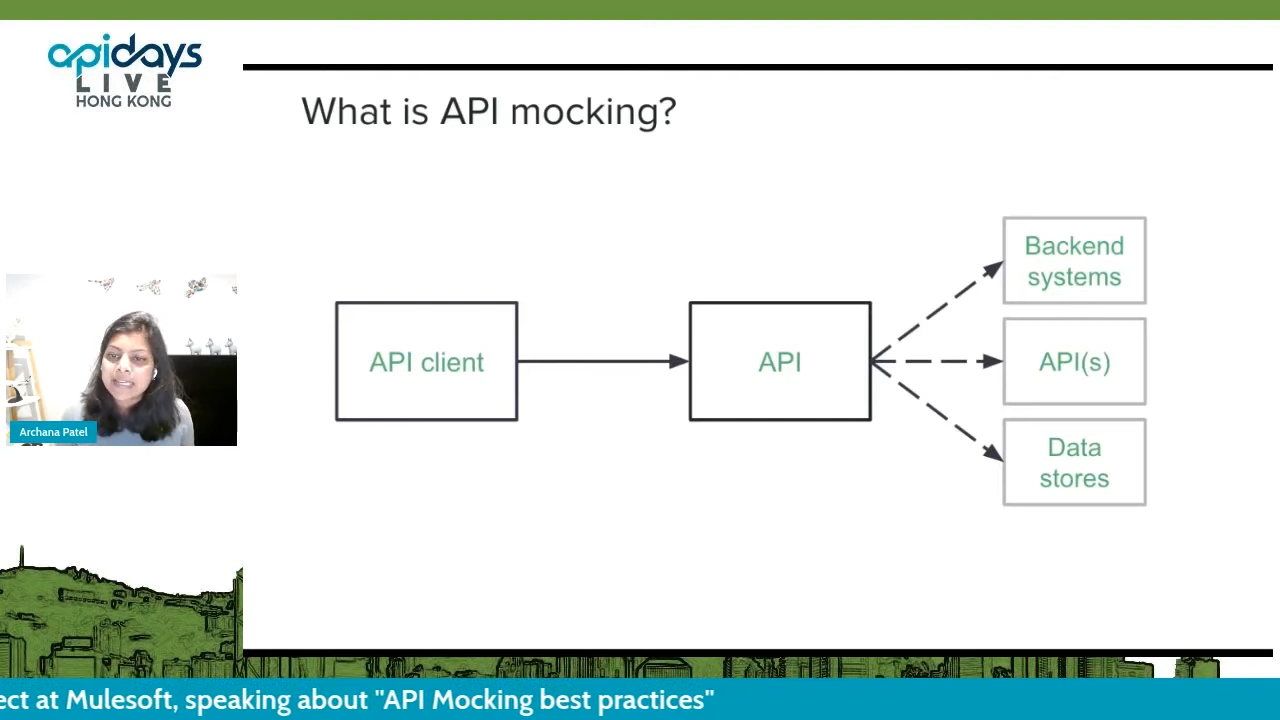 apidays
LIVE
HONG KONG
What is API mocking?
API client
API
Backend
systems
API(s)
Data
stores
Archana Patel
ect at Mulesoft, speaking about "API Mocking best practices"